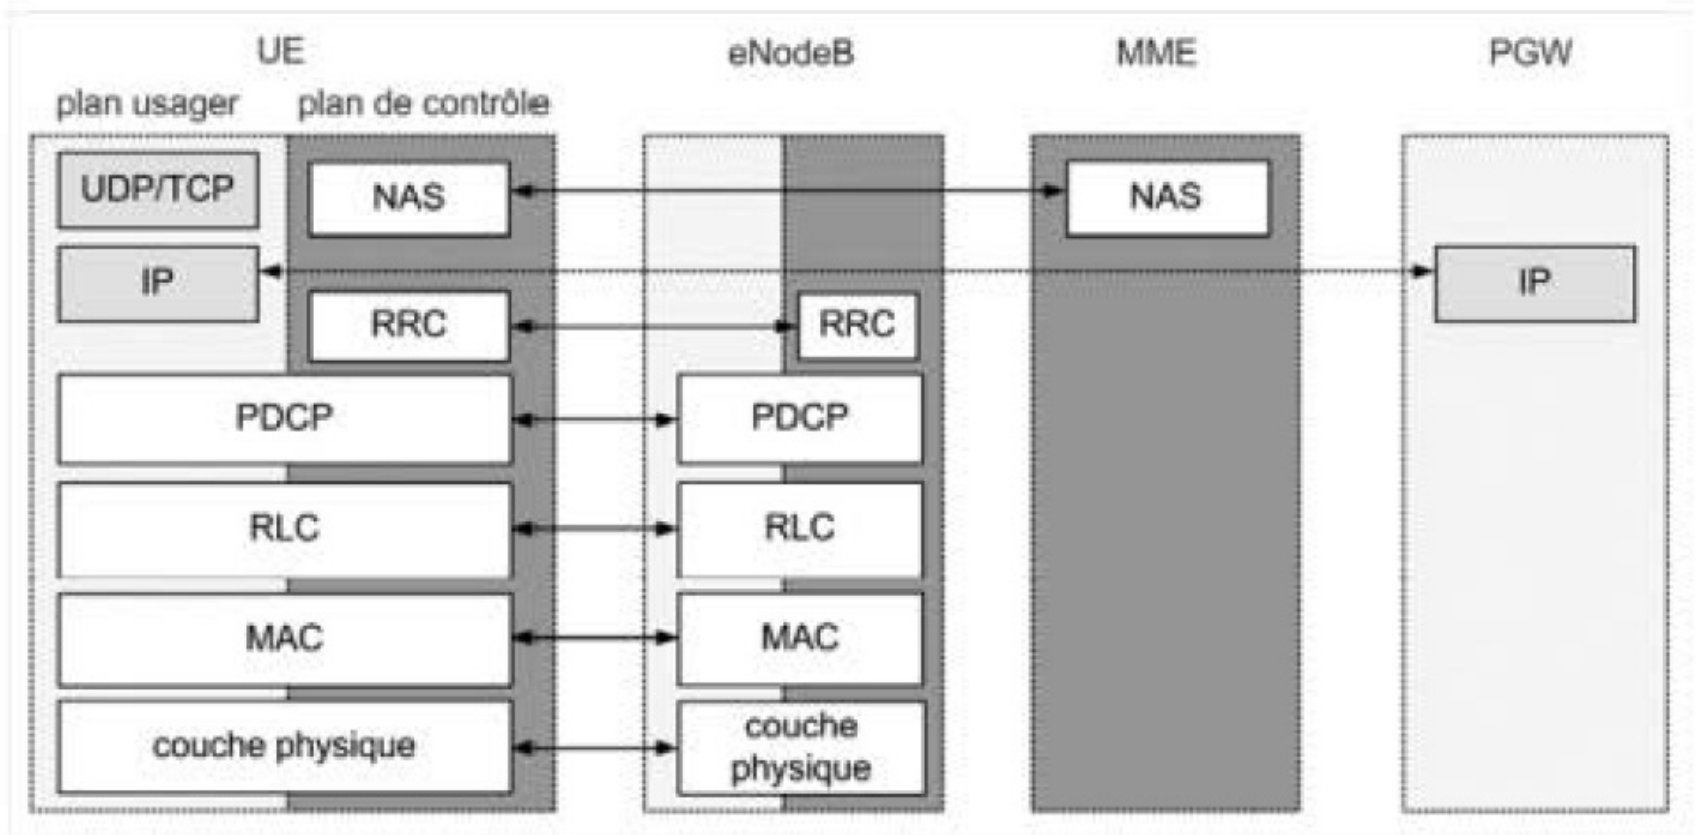 UE eNodeB MME PGW
plan usager plan de contrôle
UDP/TCP NAS NAS
IP IP
RRC RRC
PDCP PDCP
RLC RLC
MAC MAC
couche physique couche
physique